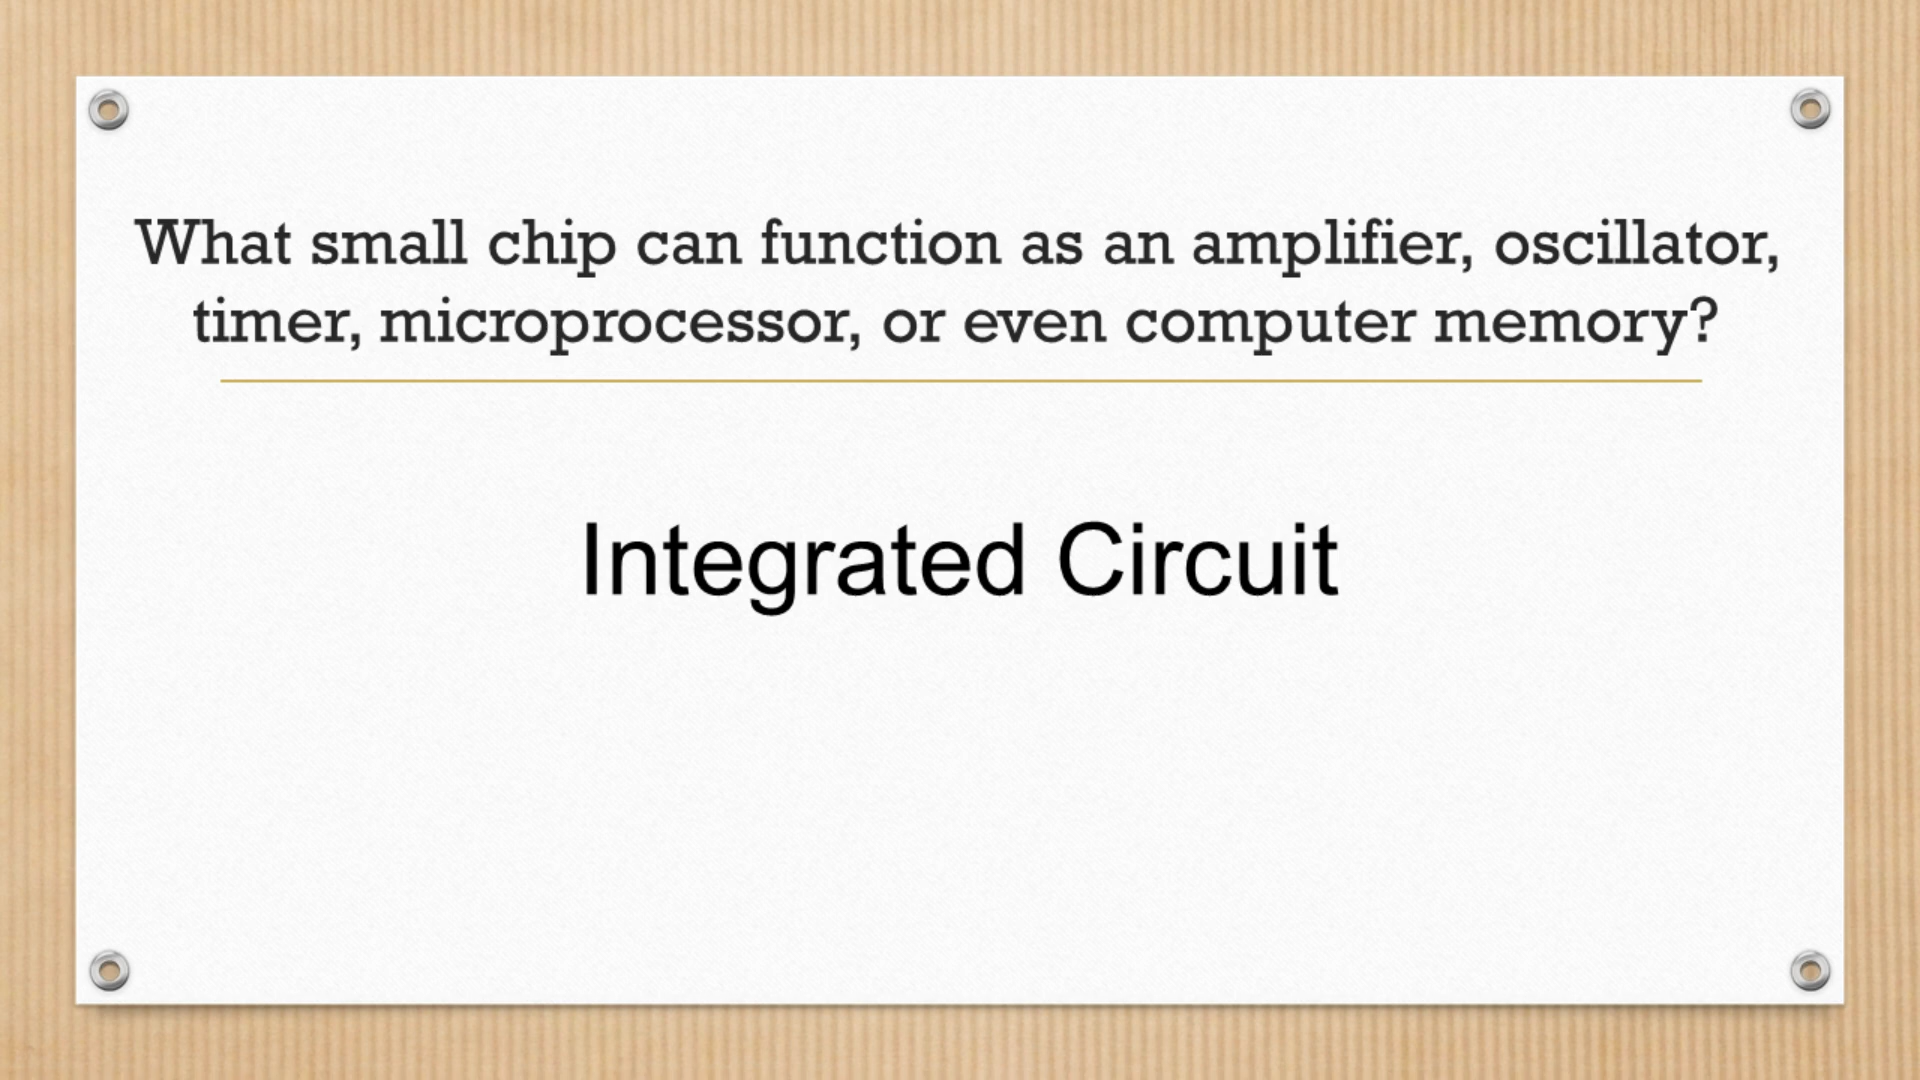 What small chip can function as an amplifier, oscillator,
timer, microprocessor, or even computer memory?
Integrated Circuit